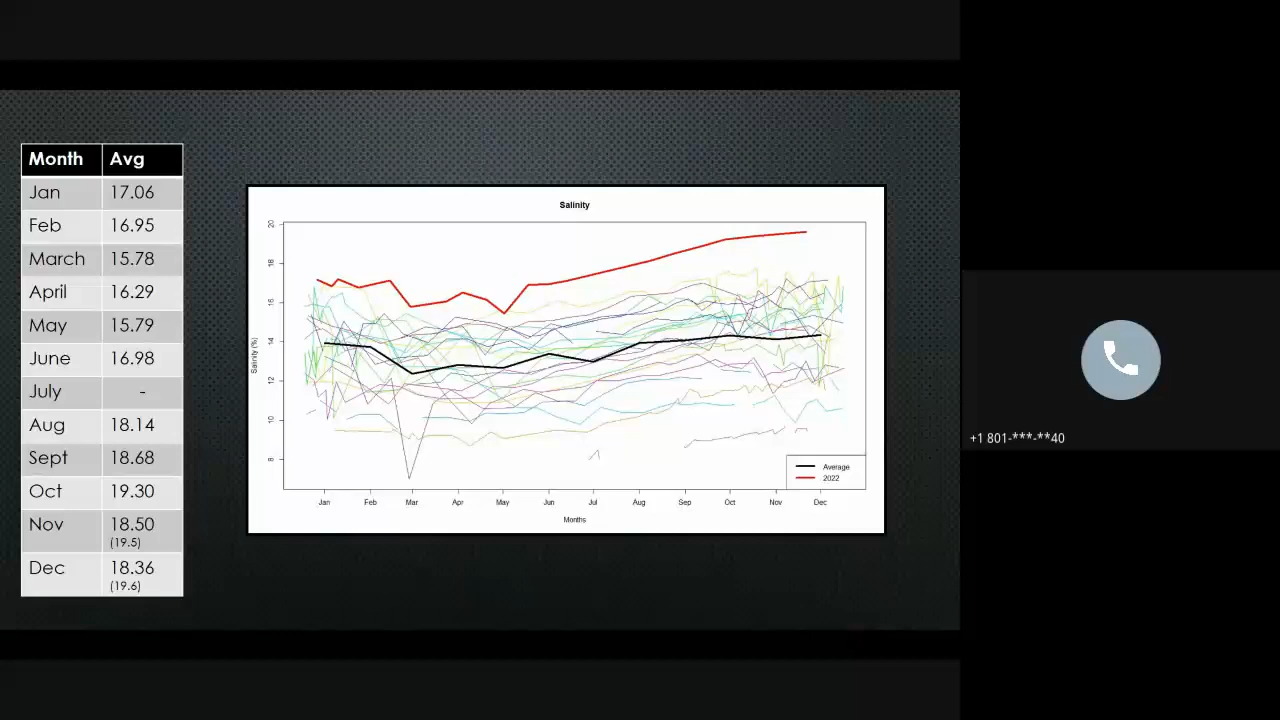 Month Avg
Jan 17.06
Feb 16.95
March 15.78
April 16.29
May 15.79
June 16.98
July -
Aug 18.14
Sept 18.68
Oct 19.30
Nov 18.50
(19.5)
Dec 18.36
(19.6)
Salinity
Salinity (%)
20
18
16
14
12
10
8
Jan Feb Mar Apr May Jun Jul Aug Sep Oct Nov Dec
Months
Average
2022
+1 801-***-**40